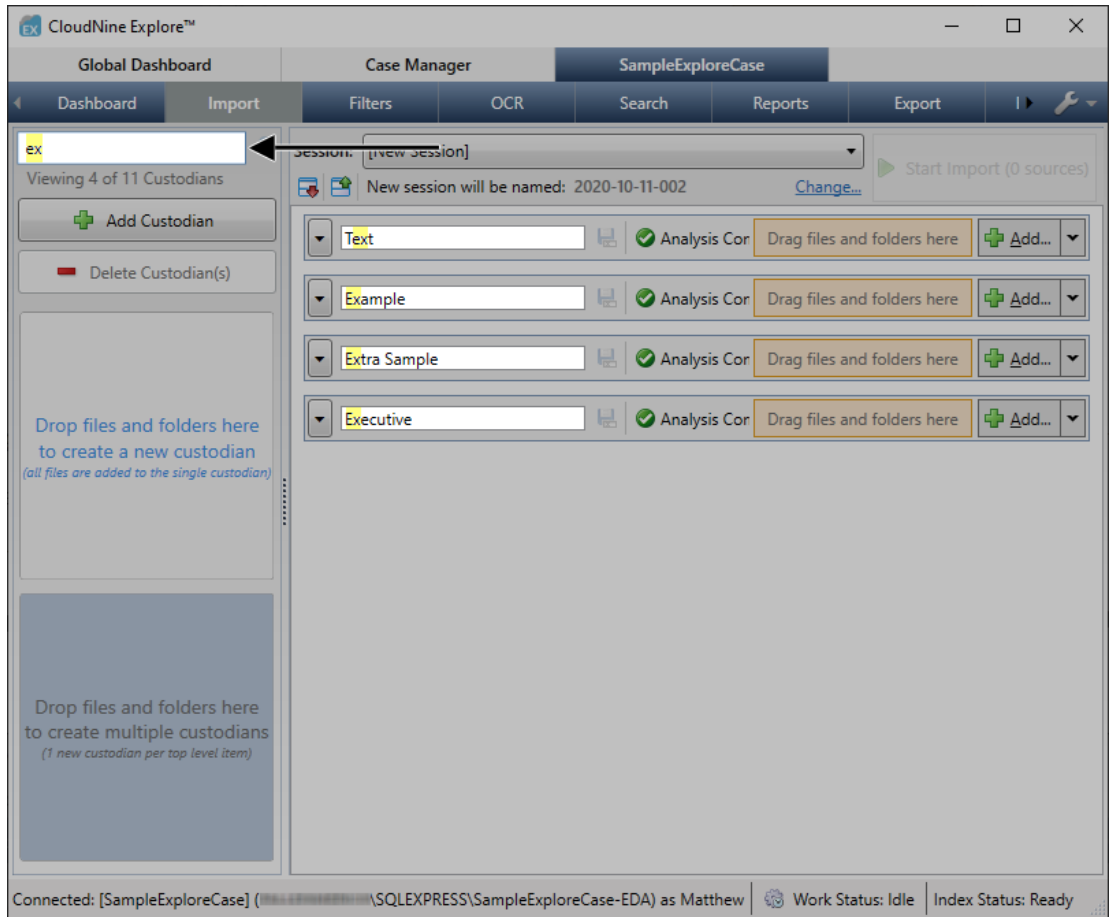 CloudNine Explore™
Global Dashboard Case Manager SampleExploreCase
Dashboard Import Filters OCR Search Reports Export
ex
Viewing 4 of 11 Custodians
Add Custodian
Delete Custodian(s)
Drop files and folders here
to create a new custodian
(all files are added to the single custodian)
Drop files and folders here
to create multiple custodians
(1 new custodian per top level item)
Session: [New Session]
Start Import (0 sources)
New session will be named: 2020-10-11-002 Change...
Text Analysis Cor Drag files and folders here Add...
Example Analysis Cor Drag files and folders here Add...
Extra Sample Analysis Cor Drag files and folders here Add...
Executive Analysis Cor Drag files and folders here Add...
Connected: [SampleExploreCase] ( \SQLEXPRESS\SampleExploreCase-EDA) as Matthew Work Status: Idle Index Status: Ready